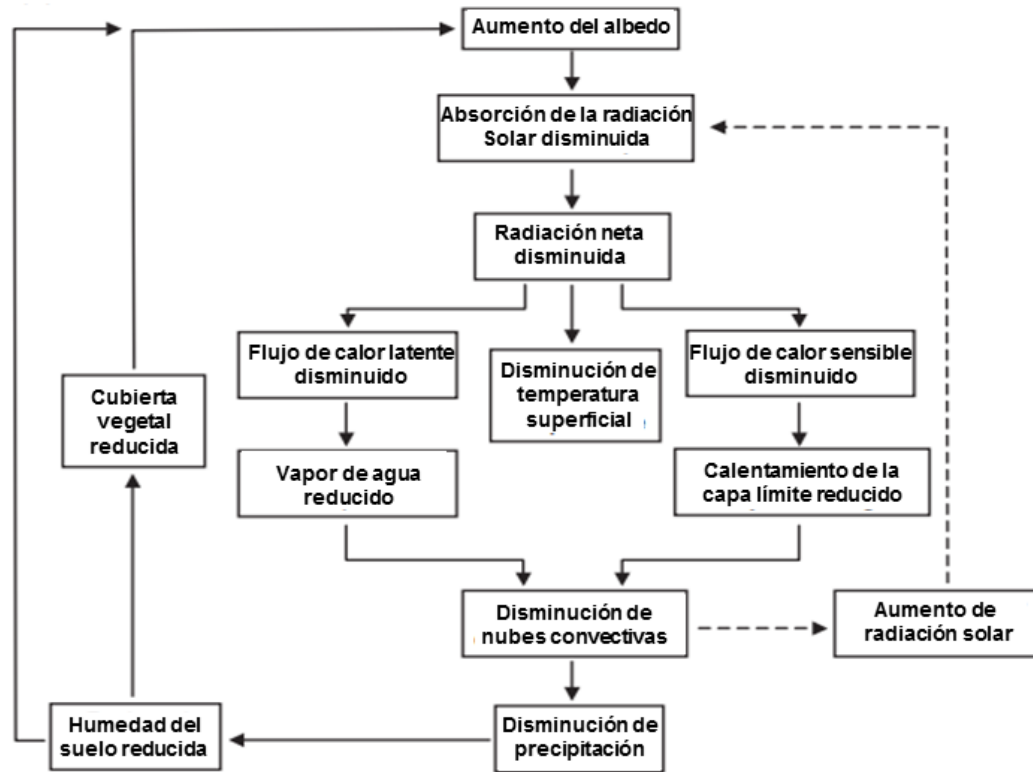 Aumento del albedo
Absorción de la radiación
Solar disminuida
Radiación neta
disminuida
Flujo de calor latente
disminuido
Disminución de
temperatura
superficial
Flujo de calor sensible
disminuido
Cubierta
vegetal
reducida
Vapor de agua
reducido
Calentamiento de la
capa límite reducido
Disminución de
nubes convectivas
Aumento de
radiación solar
Humedad del
suelo reducida
Disminución de
precipitación